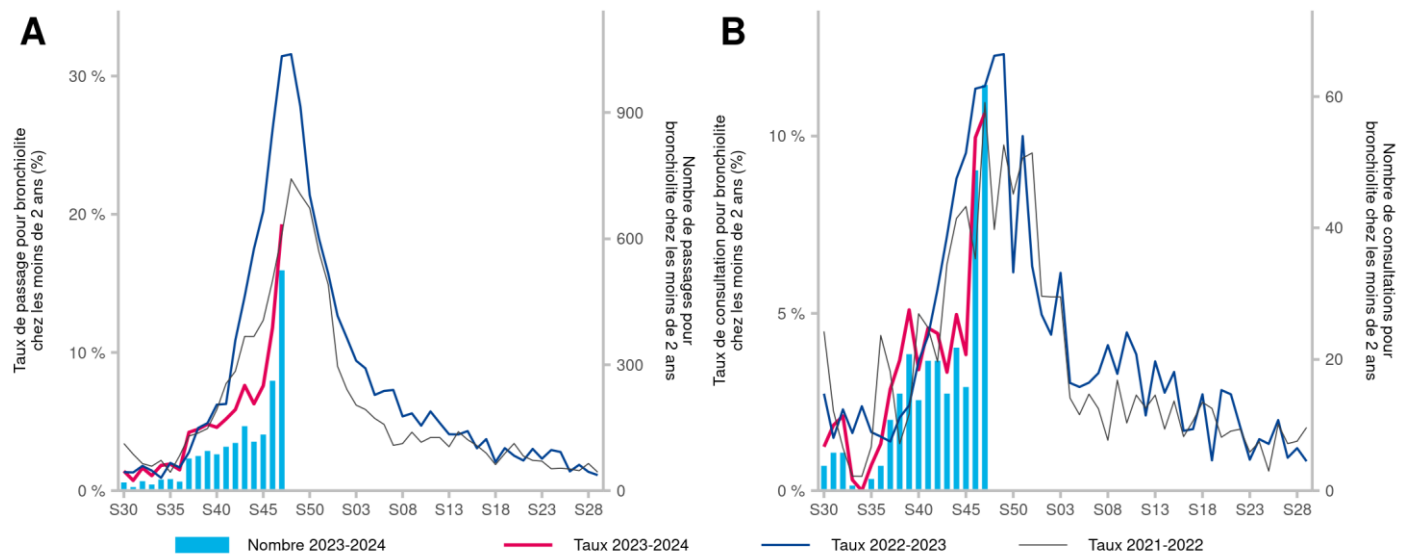 A
Taux de passage pour bronchiolite
chez les moins de 2 ans (%)
30 %
20 %
10 %
0 %
900
600
300
0
Nombre de passages pour
bronchiolite chez les moins de 2 ans
S30
S35
S40
S45
S50
S03
S08
S13
S18
S23
S28
B
Taux de consultation pour bronchiolite
chez les moins de 2 ans (%)
10 %
5 %
0 %
60
40
20
0
Nombre de consultations pour
bronchiolite chez les moins de 2 ans
S30
S35
S40
S45
S50
S03
S08
S13
S18
S23
S28
Nombre 2023-2024
Taux 2023-2024
Taux 2022-2023
Taux 2021-2022